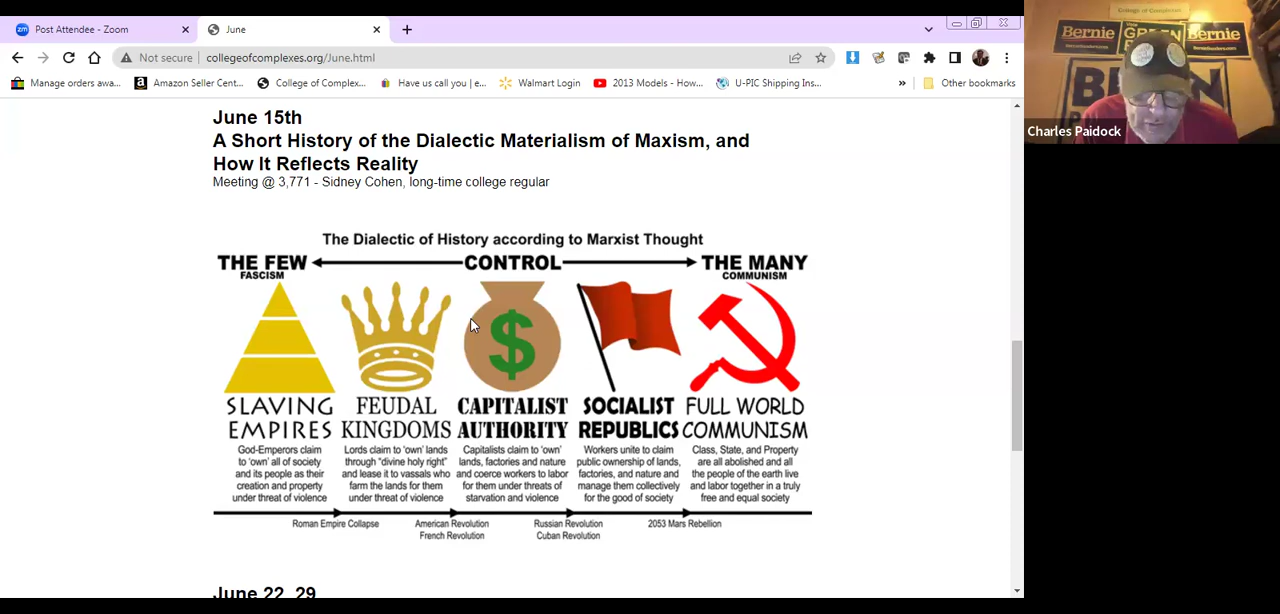 Post Attendee - Zoom
June
Not secure
collegeofcomplexes.org/June.html
Manage orders awa...
Amazon Seller Cent...
College of Complex...
Have us call you | e...
Walmart Login
2013 Models - How...
U-PIC Shipping Ins...
»
Other bookmarks
June 15th
A Short History of the Dialectic Materialism of Maxism, and
How It Reflects Reality
Meeting @ 3,771 - Sidney Cohen, long-time college regular
The Dialectic of History according to Marxist Thought
THE FEW
FASCISM
CONTROL
THE MANY
COMMUNISM
$
SLAVING
EMPIRES
God-Emperors claim
to 'own' all of society
and its people as their
creation and property
under threat of violence
FEUDAL
KINGDOMS
Lords claim to 'own' lands
through "divine holy right"
and lease it to vassals who
farm the lands for them
under threat of violence
CAPITALIST
AUTHORITY
Capitalists claim to 'own'
lands, factories and nature
and coerce workers to labor
for them under threats of
starvation and violence
SOCIALIST
REPUBLICS
Workers unite to claim
public ownership of lands,
factories, and nature and
manage them collectively
for the good of society
FULL WORLD
COMMUNISM
Class, State, and Property
are all abolished and all
the people of the earth live
and labor together in a truly
free and equal society
Roman Empire Collapse
American Revolution
French Revolution
Russian Revolution
Cuban Revolution
2053 Mars Rebellion
June 22, 29
College of Complexes
Bernie
Vote
Bernie
Charles Paidock